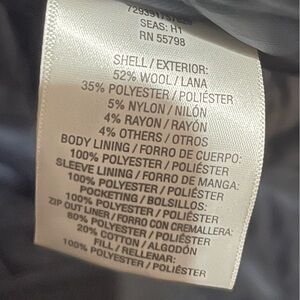 SEAS: H1
RN 55798
SHELL / EXTERIOR:
52% WOOL / LANA
35% POLYESTER / POLIÉSTER
5% NYLON / NILÓN
4% RAYON / RAYÓN
4% OTHERS / OTROS
BODY LINING / FORRO DE CUERPO:
100% POLYESTER / POLIÉSTER
SLEEVE LINING / FORRO DE MANGA:
100% POLYESTER / POLIÉSTER
POCKETING / BOLSILLOS:
100% POLYESTER / POLIÉSTER
ZIP OUT LINER / FORRO CON CREMALLERA:
80% POLYESTER / POLIÉSTER
20% COTTON / ALGODÓN
FILL / RELLENAR:
100% POLYESTER / POLIÉSTER